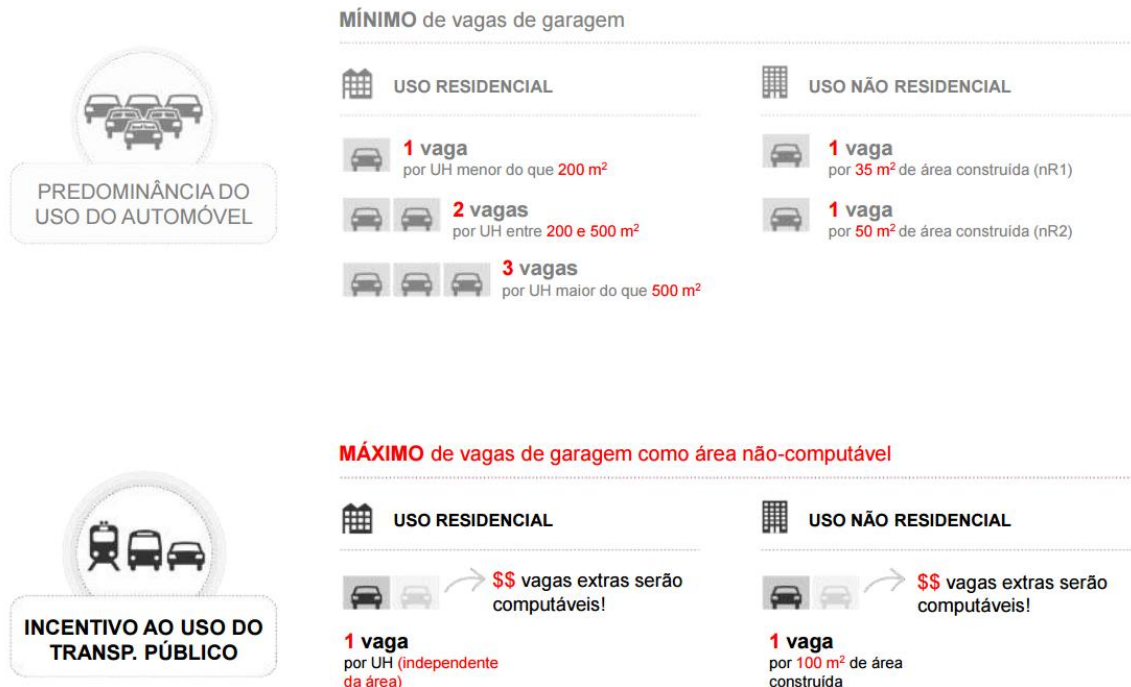 MÍNIMO de vagas de garagem
PREDOMINÂNCIA DO
USO DO AUTOMÓVEL
USO RESIDENCIAL
1 vaga
por UH menor do que 200 m²
2 vagas
por UH entre 200 e 500 m²
3 vagas
por UH maior do que 500 m²
USO NÃO RESIDENCIAL
1 vaga
por 35 m² de área construída (nR1)
1 vaga
por 50 m² de área construída (nR2)
MÁXIMO de vagas de garagem como área não-computável
INCENTIVO AO USO DO
TRANSP. PÚBLICO
USO RESIDENCIAL
$$ vagas extras serão
computáveis!
1 vaga
por UH (independente
da área)
USO NÃO RESIDENCIAL
$$ vagas extras serão
computáveis!
1 vaga
por 100 m² de área
construída